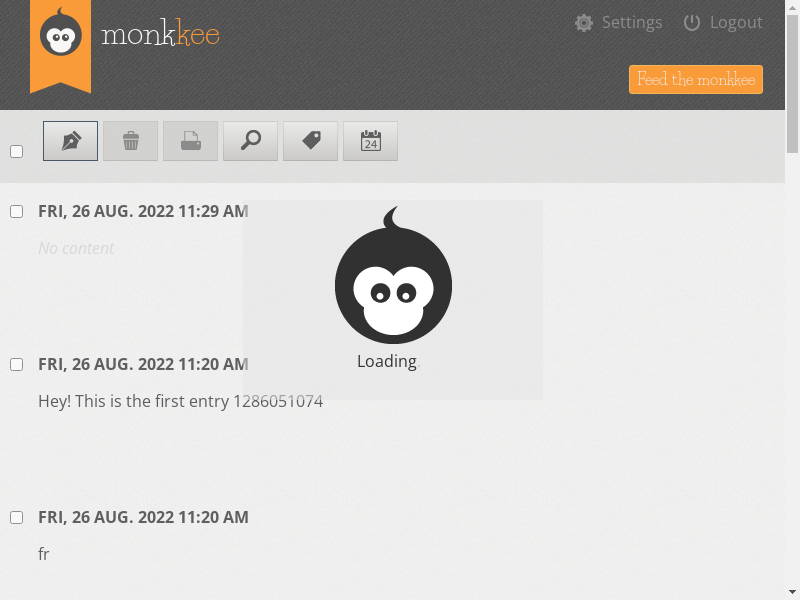 monkkee
Settings
Logout
Feed the monkkee
24
FRI, 26 AUG. 2022 11:29 AM
No content
Loading
FRI, 26 AUG. 2022 11:20 AM
Hey! This is the first entry 1286051074
FRI, 26 AUG. 2022 11:20 AM
fr